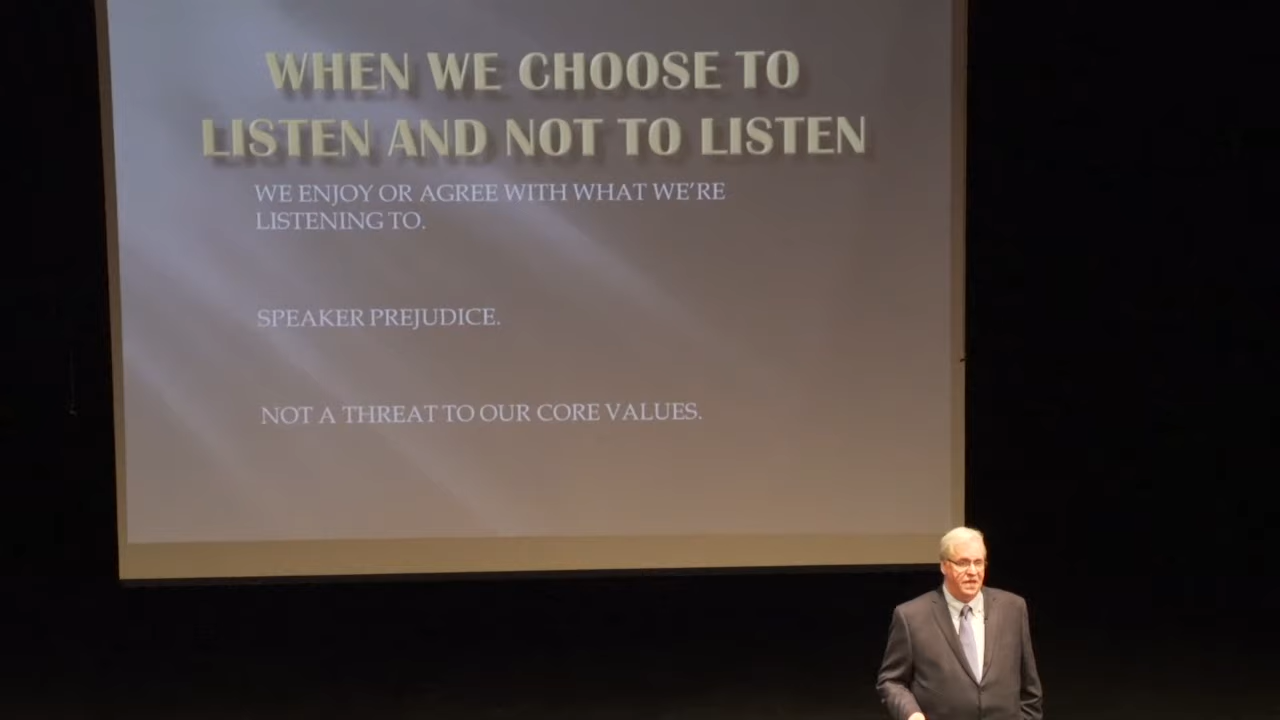 WHEN WE CHOOSE TO
LISTEN AND NOT TO LISTEN
WE ENJOY OR AGREE WITH WHAT WE'RE
LISTENING TO.
SPEAKER PREJUDICE.
NOT A THREAT TO OUR CORE VALUES.